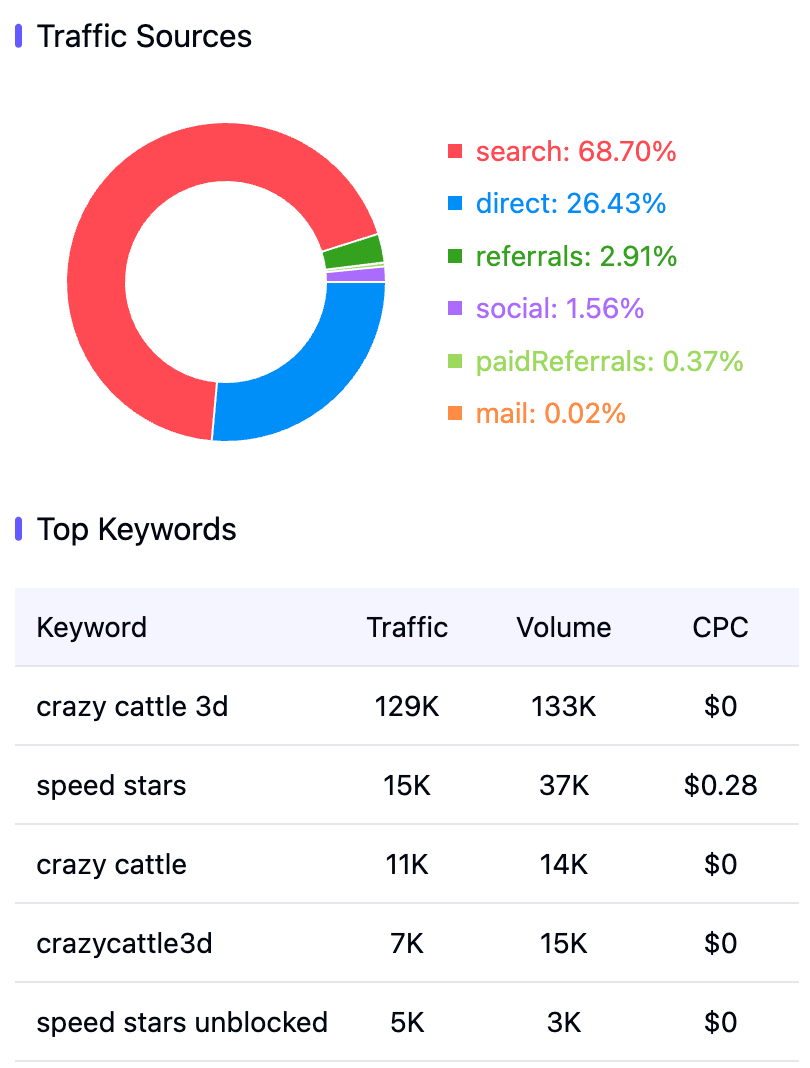 Traffic Sources
search: 68.70%
direct: 26.43%
referrals: 2.91%
social: 1.56%
paidReferrals: 0.37%
mail: 0.02%
Top Keywords
Keyword Traffic Volume CPC
crazy cattle 3d 129K 133K $0
speed stars 15K 37K $0.28
crazy cattle 11K 14K $0
crazycattle3d 7K 15K $0
speed stars unblocked 5K 3K $0